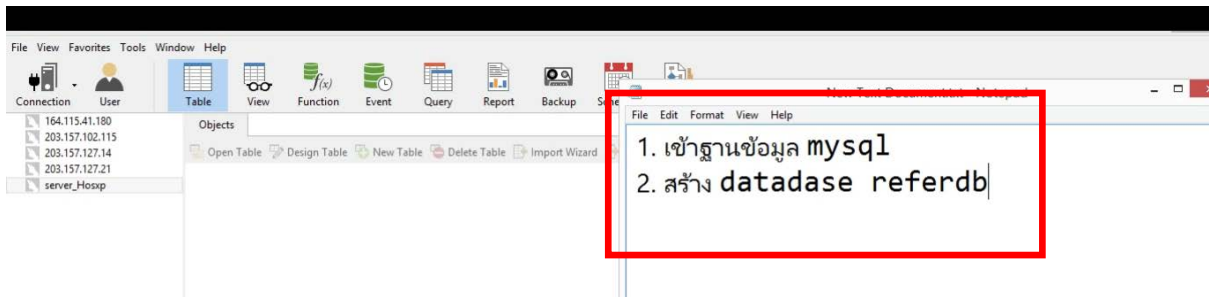 File View Favorites Tools Window Help
Connection User Table View Function Event Query Report Backup
164.115.41.180
203.157.102.115
203.157.127.14
203.157.127.21
server_Hosxp
Objects
Open Table Design Table New Table Delete Table Import Wizard
File Edit Format View Help
1. เข้าฐานข้อมูล mysql
2. สร้าง datadase referdb